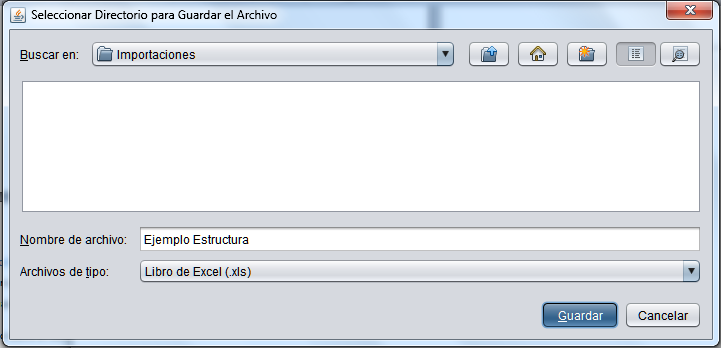 Seleccionar Directorio para Guardar el Archivo
Buscar en: Importaciones
Nombre de archivo: Ejemplo Estructura
Archivos de tipo: Libro de Excel (.xls)
Guardar Cancelar